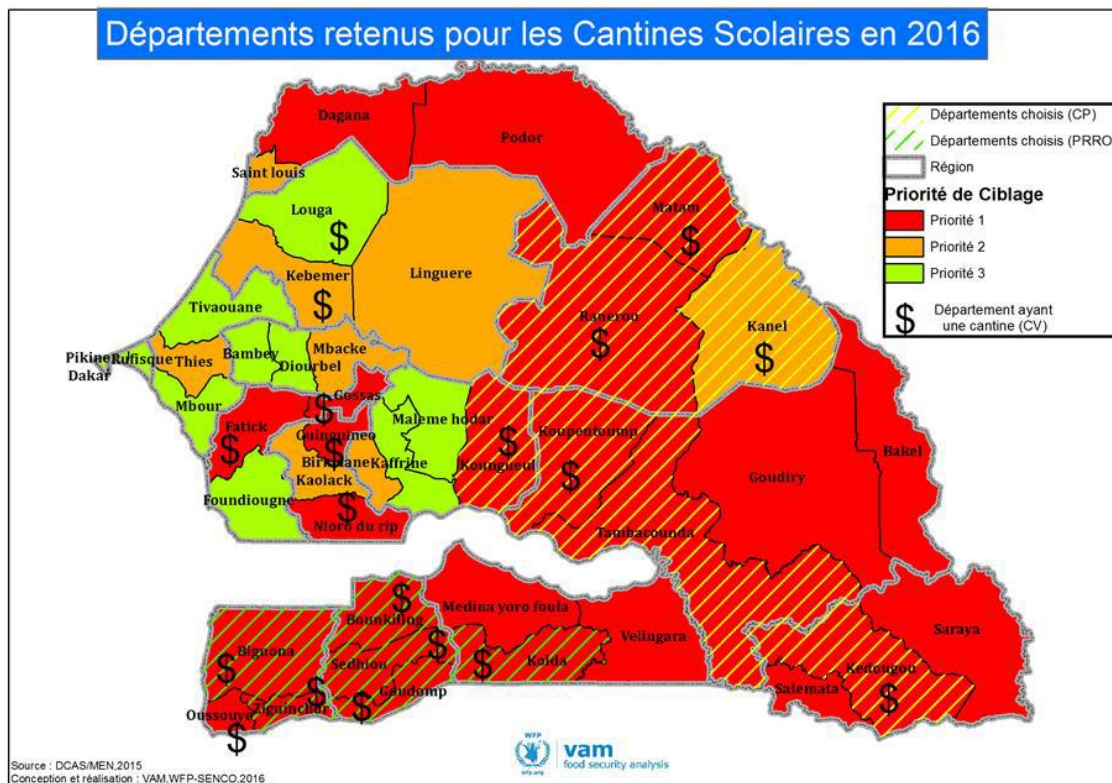 Départements retenus pour les Cantines Scolaires en 2016
Départements choisis (CP)
Départements choisis (PRRO)
Région
Priorité de Ciblage
Priorité 1
Priorité 2
Priorité 3
$ Département ayant
une cantine (CV)
Dagana
Podor
Saint louis
Louga
$
Matam
$
Kebemer
$
Linguere
Tivaouane
Ranerou
$
Kanel
$
Pikine
Rufisque
Dakar
Thies
Bambey
Diourbel
Mbacke
Mbour
Gossas
$
Fatick
$
Guinguineo
$
Maleme hodar
Koungueul
$
Koupentoump
$
Birkilane
Kaffrine
Kaolack
Foundiougne
$
Nioro du rip
Goudiry
Bakel
Tambacounda
Medina yoro foula
Velingara
Bounkiling
$
Bignona
$
Sedhiou
$
Kolda
$
Goudomp
$
Oussouye
$
Ziguinchor
$
Saraya
Kedougou
$
Salemata
WFP
wfp.org
vam
food security analysis
Source : DCAS/MEN,2015
Conception et réalisation : VAM,WFP-SENCO,2016